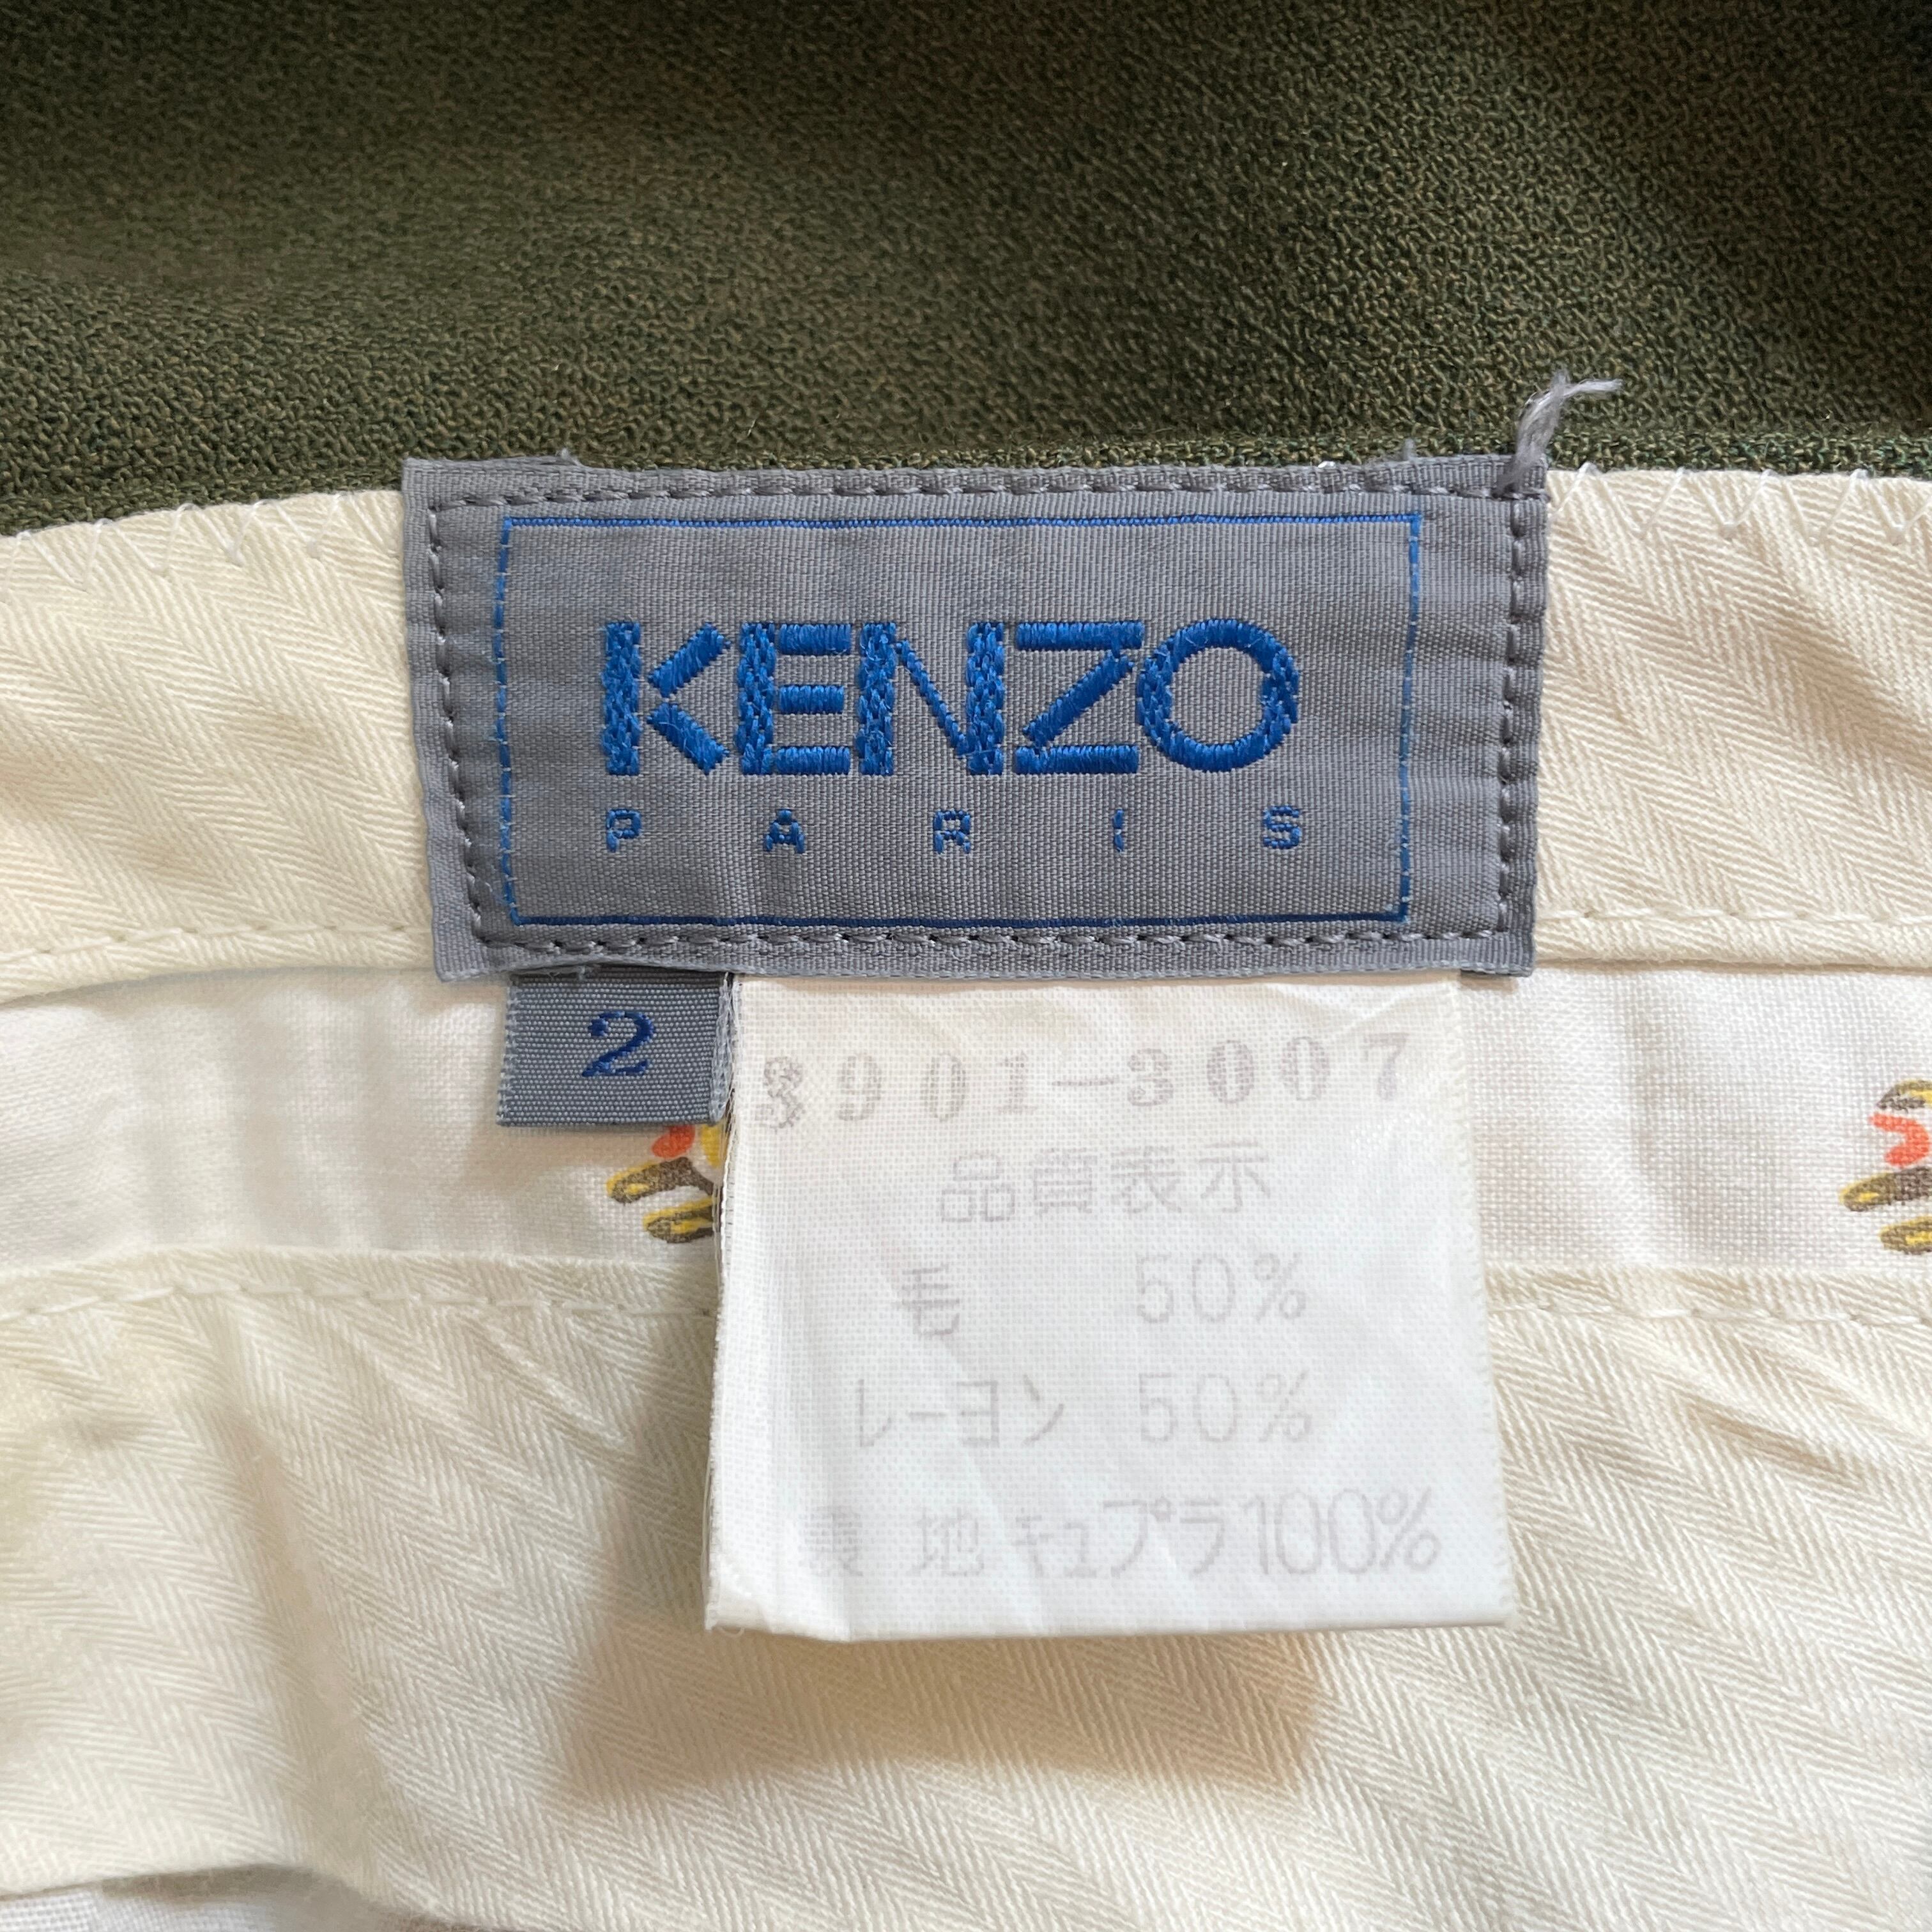 KENZO
PARIS
2
3901-3007
品質表示
毛 50%
レーヨン 50%
裏地 キュプラ100%